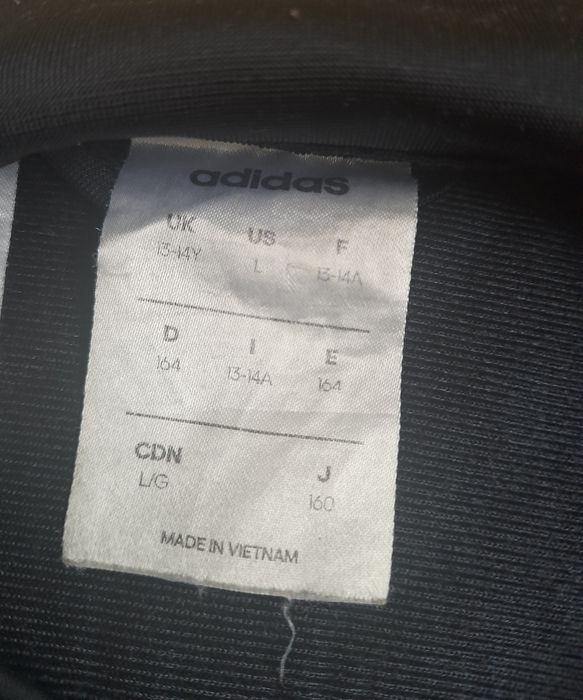 adidas
UK US F
13-14Y L 13-14A
D I E
164 13-14A 164
CDN J
L/G 160
MADE IN VIETNAM